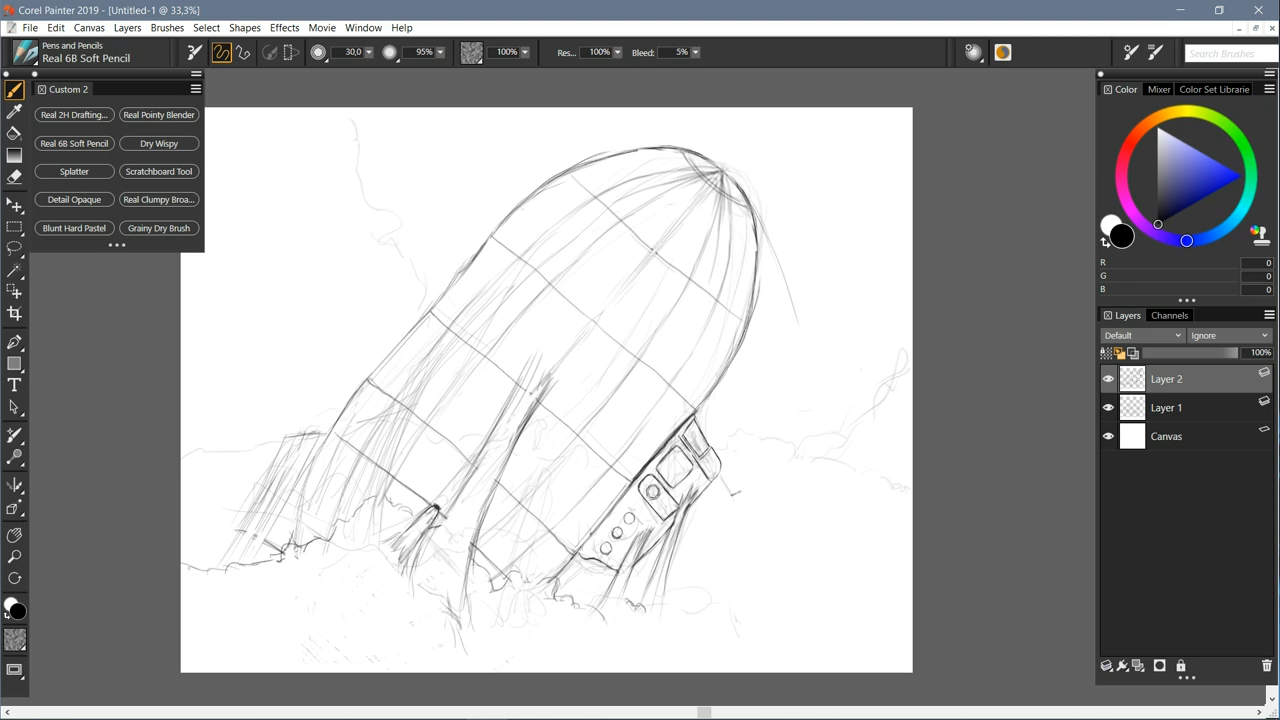 Corel Painter 2019 - [Untitled-1 @ 33,3%]
File Edit Canvas Layers Brushes Select Shapes Effects Movie Window Help
Pens and Pencils
Real 6B Soft Pencil
30,0 95% 100% Res... 100% Bleed: 5%
Search Brushes
Custom 2
Real 2H Drafting... Real Pointy Blender
Real 6B Soft Pencil Dry Wispy
Splatter Scratchboard Tool
Detail Opaque Real Clumpy Broa...
Blunt Hard Pastel Grainy Dry Brush
Color Mixer Color Set Librarie
R 0
G 0
B 0
Layers Channels
Default Ignore
100%
Layer 2
Layer 1
Canvas